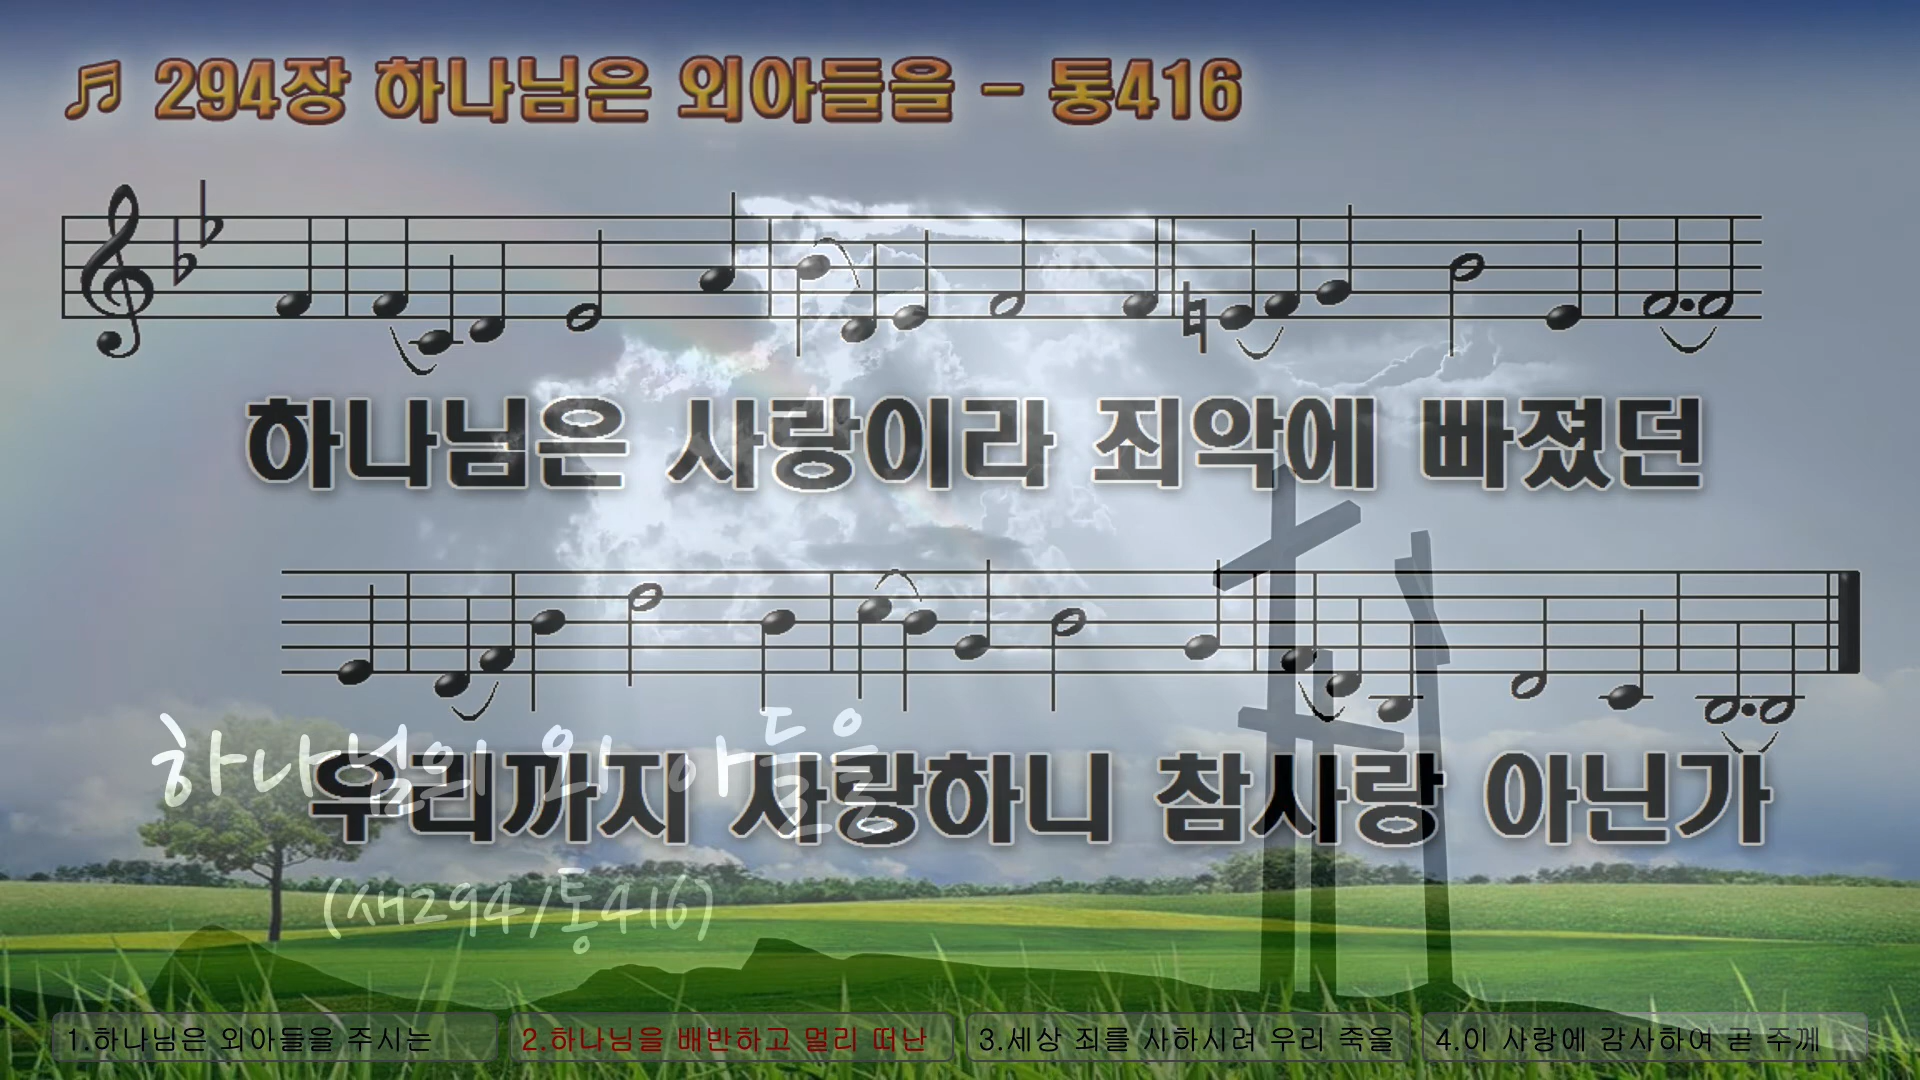 294장 하나님은 외아들을 - 통416
하나님은 사랑이라 죄악에 빠졌던
우리까지 사랑하니 참사랑 아닌가
하나님의 외아들을
(새294/통416)
1.하나님은 외아들을 주시는
2.하나님을 배반하고 멀리 떠난
3.세상 죄를 사하시려 우리 죽을
4.이 사랑에 감사하여 곧 주께